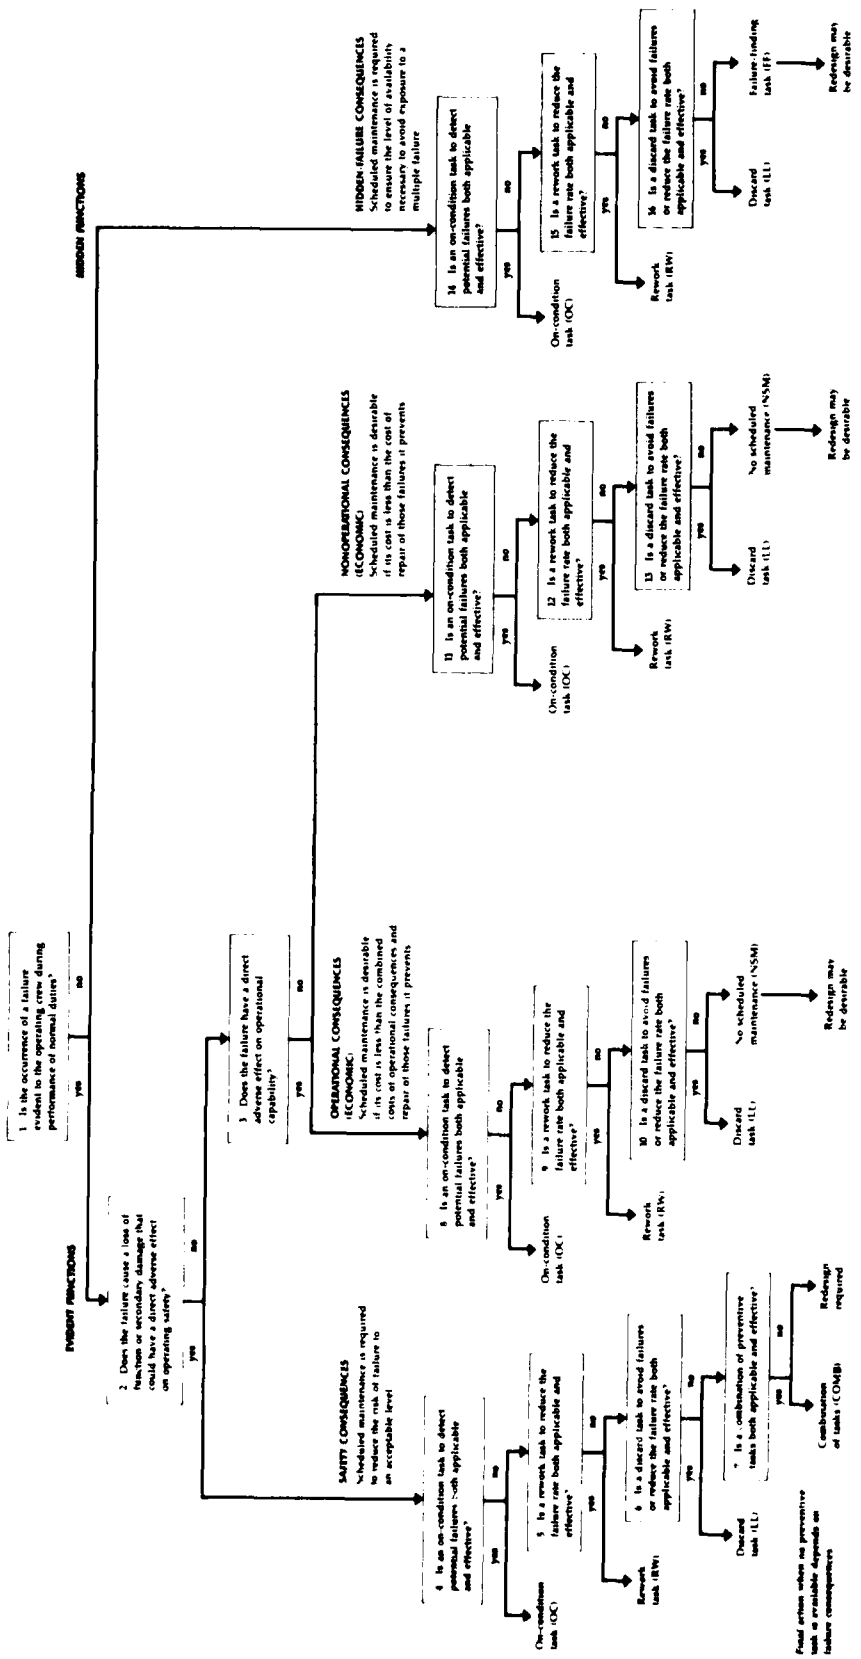 1 Is the occurrence of a failure
evident to the operating crew during
performance of normal duties?
yes
no
EVIDENT FUNCTIONS
HIDDEN FUNCTIONS
2 Does the failure cause a loss of
function or secondary damage that
could have a direct adverse effect
on operating safety?
yes
no
3 Does the failure have a direct
adverse effect on operational
capability?
yes
no
SAFETY CONSEQUENCES
Scheduled maintenance is required
to reduce the risk of failure to
an acceptable level
OPERATIONAL CONSEQUENCES
(ECONOMIC)
Scheduled maintenance is desirable
if its cost is less than the combined
costs of operational consequences and
repair of those failures it prevents
NONOPERATIONAL CONSEQUENCES
(ECONOMIC)
Scheduled maintenance is desirable
if its cost is less than the cost of
repair of those failures it prevents
HIDDEN-FAILURE CONSEQUENCES
Scheduled maintenance is required
to ensure the level of availability
necessary to avoid exposure to a
multiple failure
4 Is an on-condition task to detect
potential failures both applicable
and effective?
yes
no
On-condition
task (OC)
5 Is a rework task to reduce the
failure rate both applicable and
effective?
yes
no
Rework
task (RW)
6 Is a discard task to avoid failures
or reduce the failure rate both
applicable and effective?
yes
no
Discard
task (LL)
7 Is a combination of preventive
tasks both applicable and effective?
yes
no
Combination
of tasks (COMB)
Redesign
required
8 Is an on-condition task to detect
potential failures both applicable
and effective?
yes
no
On-condition
task (OC)
9 Is a rework task to reduce the
failure rate both applicable and
effective?
yes
no
Rework
task (RW)
10 Is a discard task to avoid failures
or reduce the failure rate both
applicable and effective?
yes
no
Discard
task (LL)
No scheduled
maintenance (NSM)
Redesign may
be desirable
11 Is an on-condition task to detect
potential failures both applicable
and effective?
yes
no
On-condition
task (OC)
12 Is a rework task to reduce the
failure rate both applicable and
effective?
yes
no
Rework
task (RW)
13 Is a discard task to avoid failures
or reduce the failure rate both
applicable and effective?
yes
no
Discard
task (LL)
No scheduled
maintenance (NSM)
Redesign may
be desirable
14 Is an on-condition task to detect
potential failures both applicable
and effective?
yes
no
On-condition
task (OC)
15 Is a rework task to reduce the
failure rate both applicable and
effective?
yes
no
Rework
task (RW)
16 Is a discard task to avoid failures
or reduce the failure rate both
applicable and effective?
yes
no
Discard
task (LL)
Failure-finding
task (FF)
Redesign may
be desirable
Final action when no preventive
task is available depends on
failure consequences